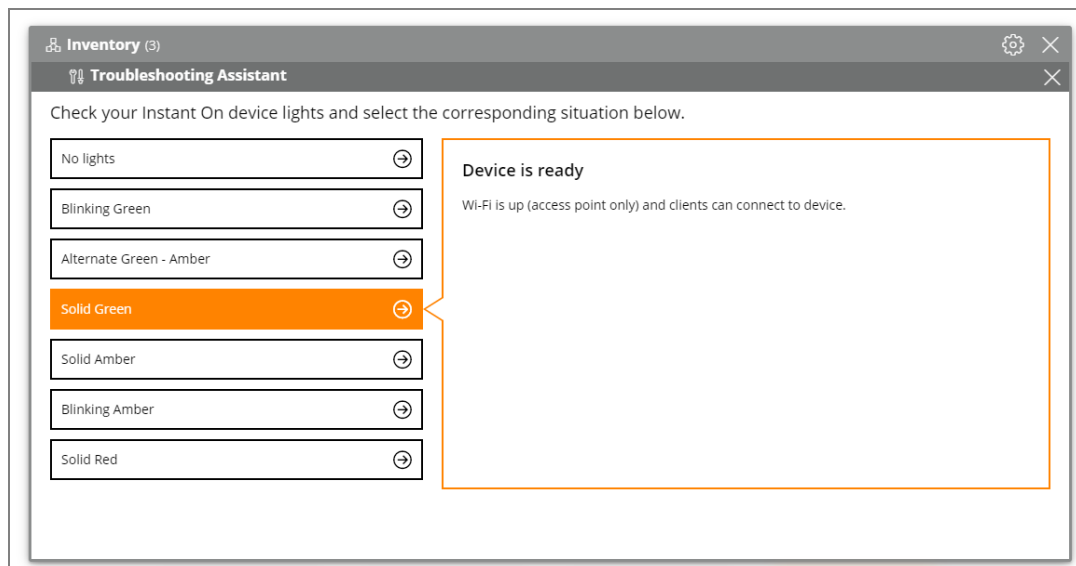 Inventory (3)
Troubleshooting Assistant
Check your Instant On device lights and select the corresponding situation below.
No lights
Blinking Green
Alternate Green - Amber
Solid Green
Solid Amber
Blinking Amber
Solid Red
Device is ready
Wi-Fi is up (access point only) and clients can connect to device.